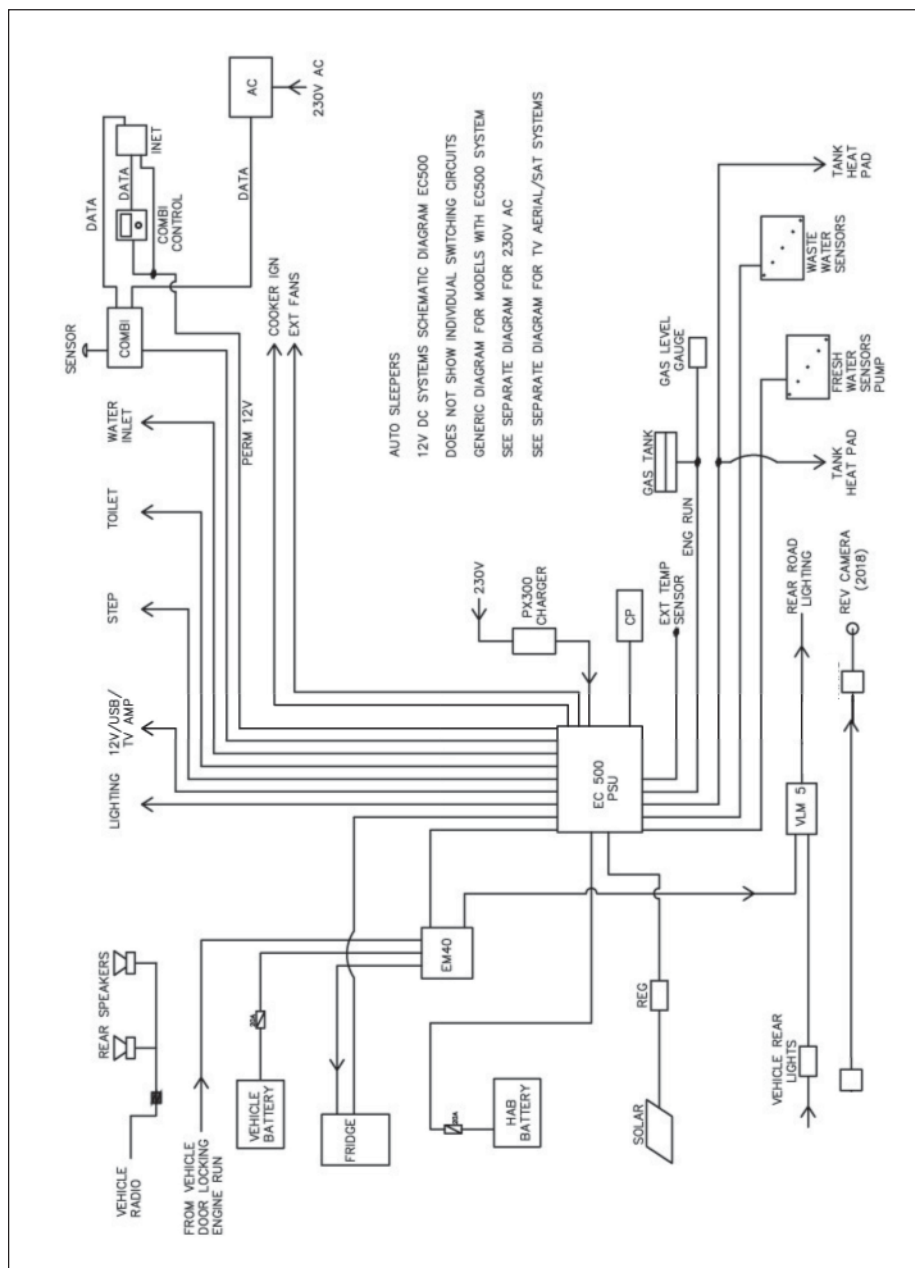 AUTO SLEEPERS
12V DC SYSTEMS SCHEMATIC DIAGRAM EC500
DOES NOT SHOW INDIVIDUAL SWITCHING CIRCUITS
GENERIC DIAGRAM FOR MODELS WITH EC500 SYSTEM
SEE SEPARATE DIAGRAM FOR 230V AC
SEE SEPARATE DIAGRAM FOR TV AERIAL/SAT SYSTEMS
REAR SPEAKERS
VEHICLE
RADIO
FROM VEHICLE
DOOR LOCKING
ENGINE RUN
VEHICLE
BATTERY
FRIDGE
HAB
BATTERY
SOLAR
REG
VEHICLE REAR
LIGHTS
EM40
LIGHTING
12V/USB/
TV AMP
STEP
TOILET
WATER
INLET
SENSOR
COMBI
DATA
DATA
INET
COMBI
CONTROL
DATA
AC
230V AC
PERM 12V
COOKER IGN
EXT FANS
230V
PX300
CHARGER
CP
EC 500
PSU
EXT TEMP
SENSOR
ENG RUN
GAS TANK
GAS LEVEL
GAUGE
TANK
HEAT PAD
FRESH
WATER
SENSORS
PUMP
WASTE
WATER
SENSORS
TANK
HEAT PAD
VLM 5
REAR ROAD
LIGHTING
REV CAMERA
(2018)